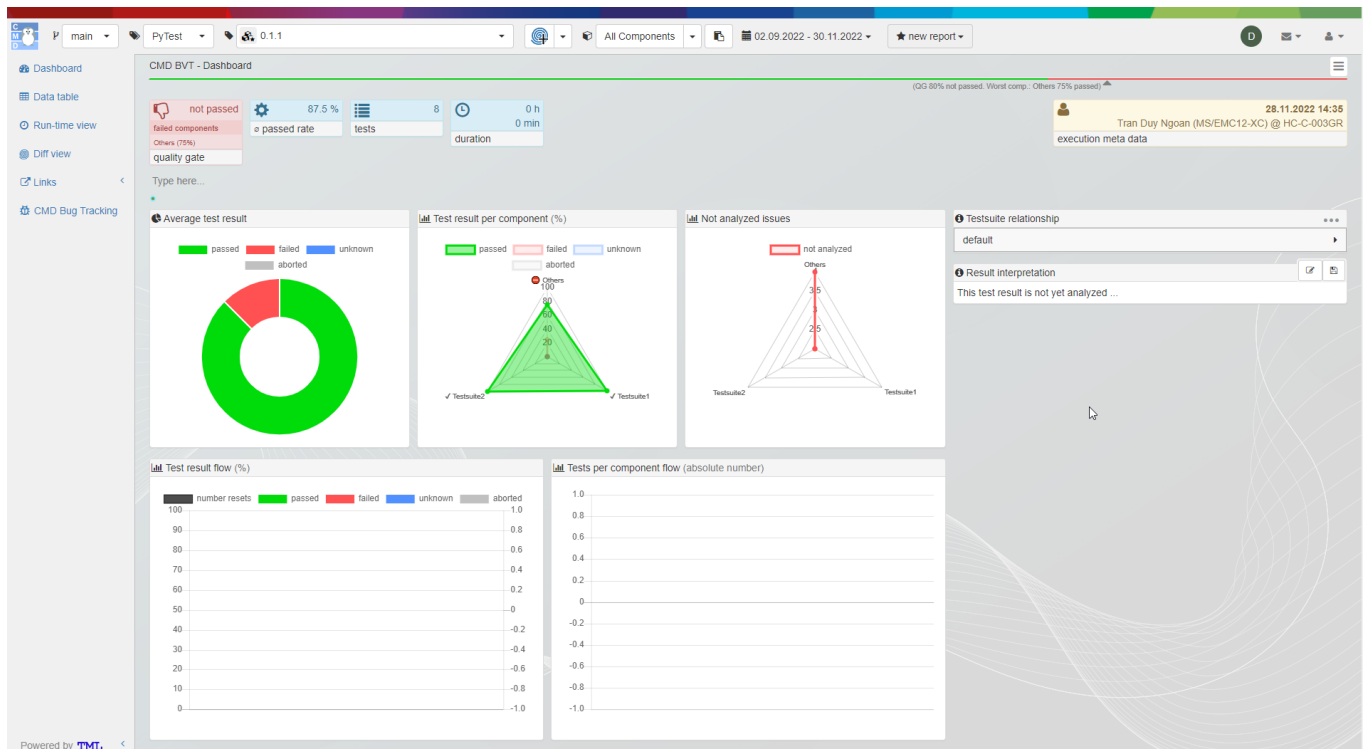 C
M
D
main
PyTest
0.1.1
All Components
02.09.2022 - 30.11.2022
new report
D
Dashboard
Data table
Run-time view
Diff view
Links
CMD Bug Tracking
Powered by TML
CMD BVT - Dashboard
(QG 80% not passed. Worst comp.: Others 75% passed)
not passed
failed components
Others (75%)
quality gate
87.5 %
ø passed rate
8
tests
0 h
0 min
duration
28.11.2022 14:35
Tran Duy Ngoan (MS/EMC12-XC) @ HC-C-003GR
execution meta data
Type here...
Average test result
passed failed unknown
aborted
Test result per component (%)
passed failed unknown
aborted
Others
100
80
60
40
20
✓ Testsuite2
✓ Testsuite1
Not analyzed issues
not analyzed
Others
3.5
3
2.5
Testsuite2
Testsuite1
Testsuite relationship
default
Result interpretation
This test result is not yet analyzed ...
Test result flow (%)
number resets passed failed unknown aborted
100 1.0
90 0.8
80 0.6
70 0.4
60 0.2
50 0
40 -0.2
30 -0.4
20 -0.6
10 -0.8
0 -1.0
Tests per component flow (absolute number)
1.0
0.8
0.6
0.4
0.2
0
-0.2
-0.4
-0.6
-0.8
-1.0